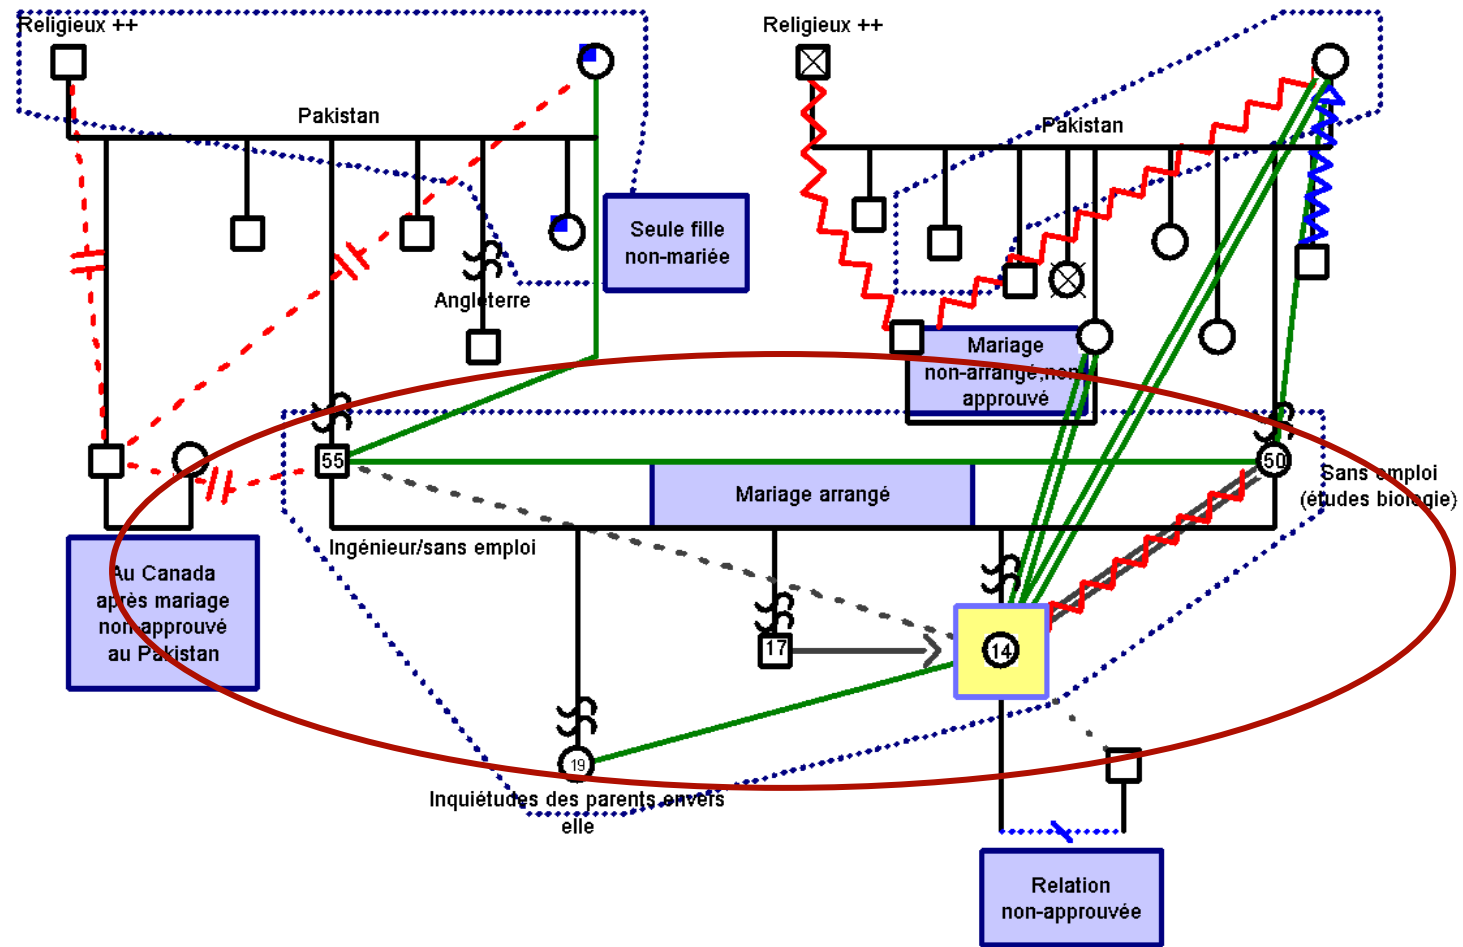 Religieux ++
Religieux ++
Pakistan
Pakistan
Seule fille
non-mariée
Angleterre
Mariage
non-arrangé,non-
approuvé
55
50
Sans emploi
(études biologie)
Mariage arrangé
Ingénieur/sans emploi
Au Canada
après mariage
non-approuvé
au Pakistan
17
14
19
Inquiétudes des parents envers
elle
Relation
non-approuvée